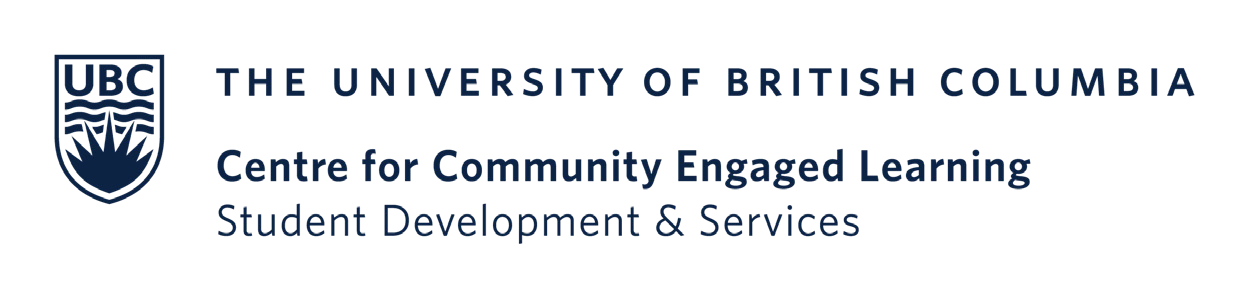 UBC
THE UNIVERSITY OF BRITISH COLUMBIA
Centre for Community Engaged Learning
Student Development & Services